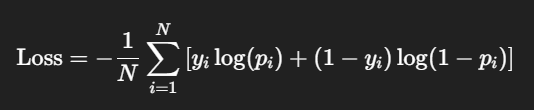 Loss = −\frac{1}{N} \sum_{i=1}^{N} [y_i log(p_i) + (1 − y_i) log(1 − p_i)]